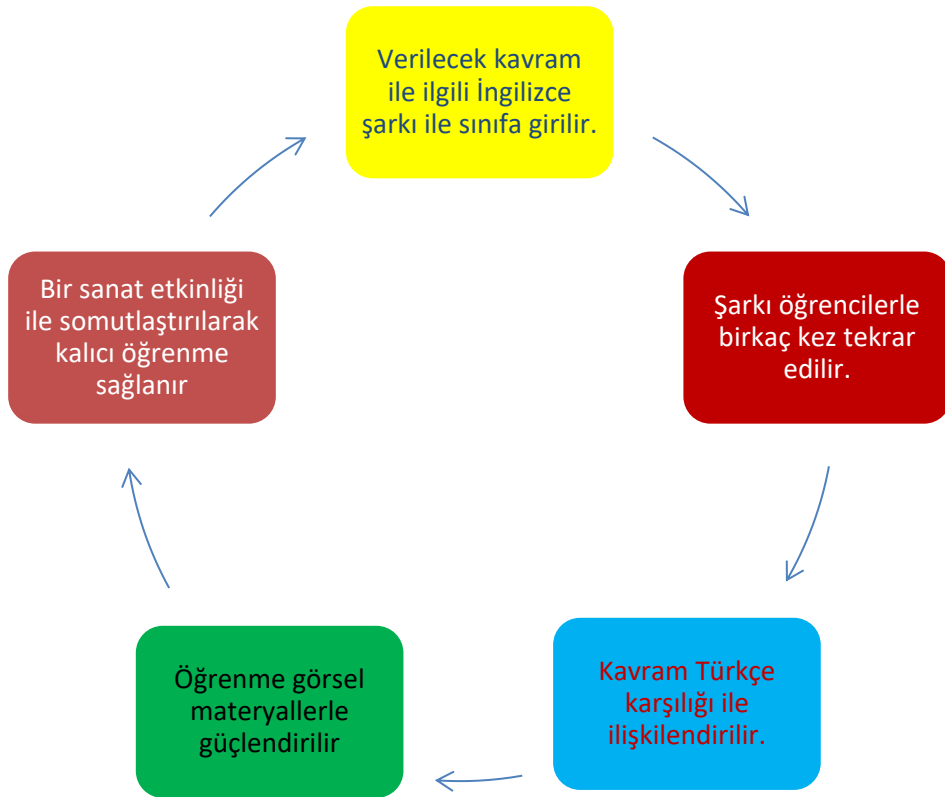 Verilecek kavram
ile ilgili İngilizce
şarkı ile sınıfa girilir.
Şarkı öğrencilerle
birkaç kez tekrar
edilir.
Kavram Türkçe
karşılığı ile
ilişkilendirilir.
Öğrenme görsel
materyallerle
güçlendirilir
Bir sanat etkinliği
ile somutlaştırılarak
kalıcı öğrenme
sağlanır